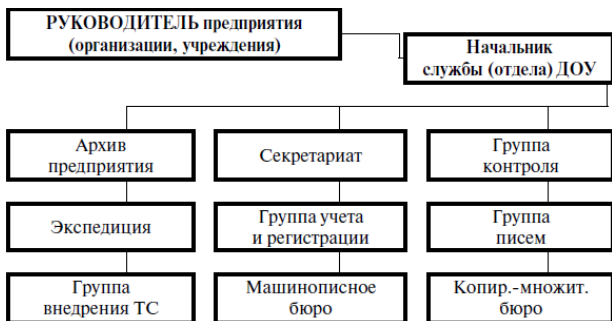 РУКОВОДИТЕЛЬ предприятия
(организации, учреждения)
Начальник
службы (отдела) ДОУ
Архив
предприятия
Секретариат
Группа
контроля
Экспедиция
Группа учета
и регистрации
Группа
писем
Группа
внедрения ТС
Машинописное
бюро
Копир.-множит.
бюро